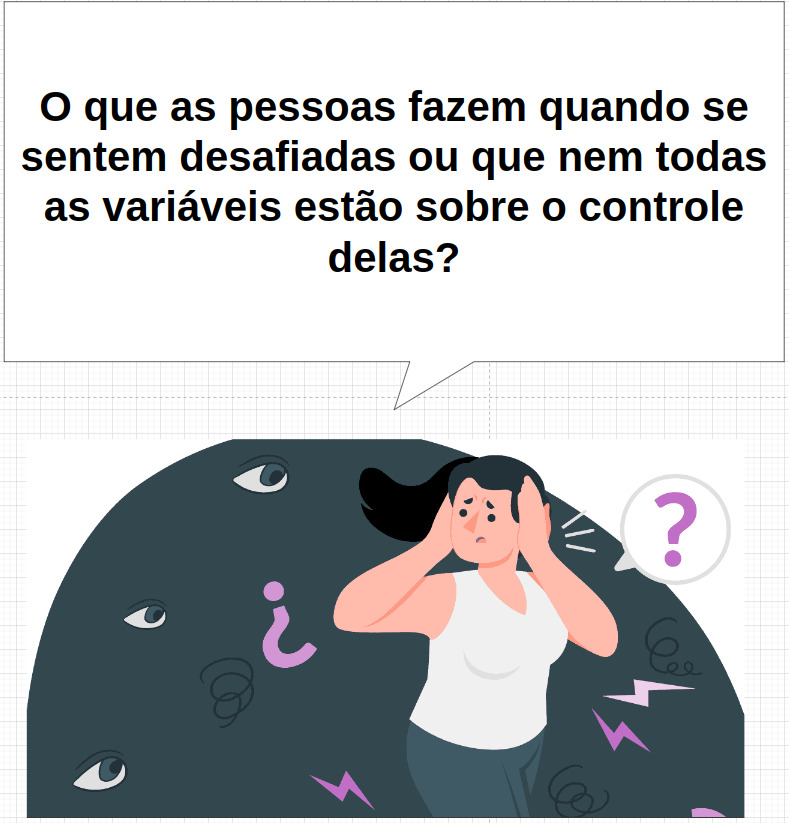 O que as pessoas fazem quando se
sentem desafiadas ou que nem todas
as variáveis estão sobre o controle
delas?
?
¿